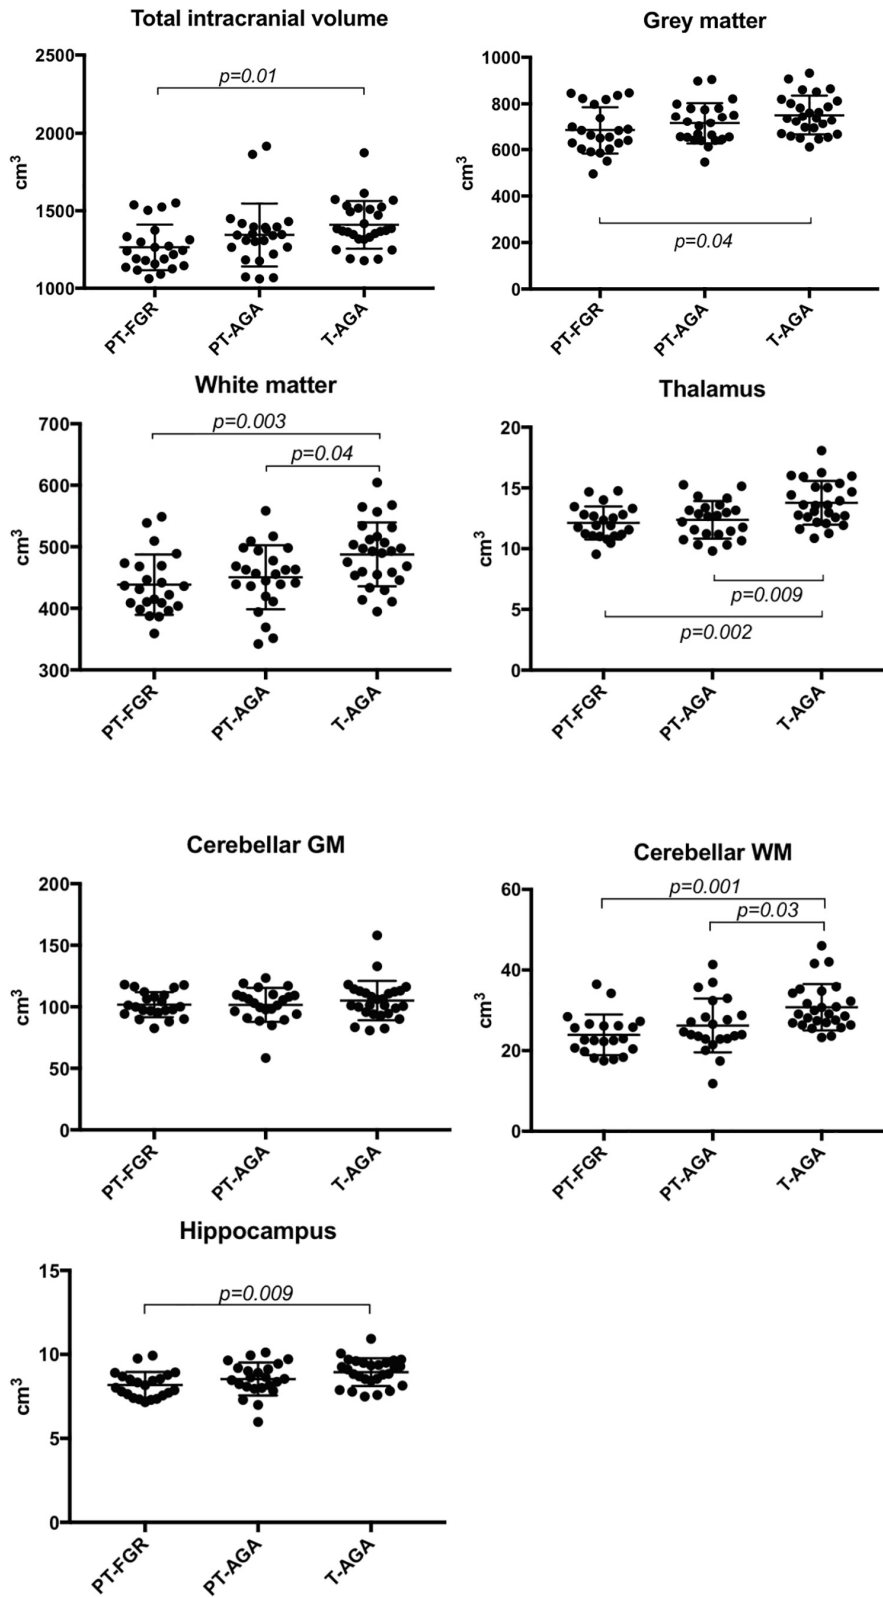 Total intracranial volume
2500
2000
1500
1000
cm³
p=0.01
PT-FGR
PT-AGA
T-AGA
Grey matter
1000
800
600
400
200
0
cm³
p=0.04
PT-FGR
PT-AGA
T-AGA
White matter
700
600
500
400
300
cm³
p=0.003
p=0.04
PT-FGR
PT-AGA
T-AGA
Thalamus
20
15
10
5
0
cm³
p=0.009
p=0.002
PT-FGR
PT-AGA
T-AGA
Cerebellar GM
200
150
100
50
0
cm³
PT-FGR
PT-AGA
T-AGA
Cerebellar WM
60
40
20
0
cm³
p=0.001
p=0.03
PT-FGR
PT-AGA
T-AGA
Hippocampus
15
10
5
0
cm³
p=0.009
PT-FGR
PT-AGA
T-AGA